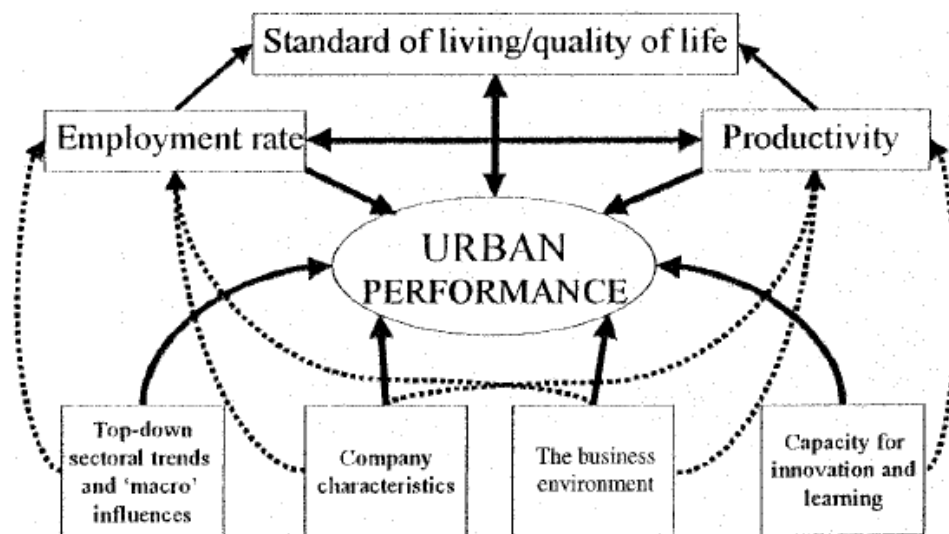 Standard of living/quality of life
Employment rate
Productivity
URBAN
PERFORMANCE
Top-down
sectoral trends
and ‘macro’
influences
Company
characteristics
The business
environment
Capacity for
innovation and
learning